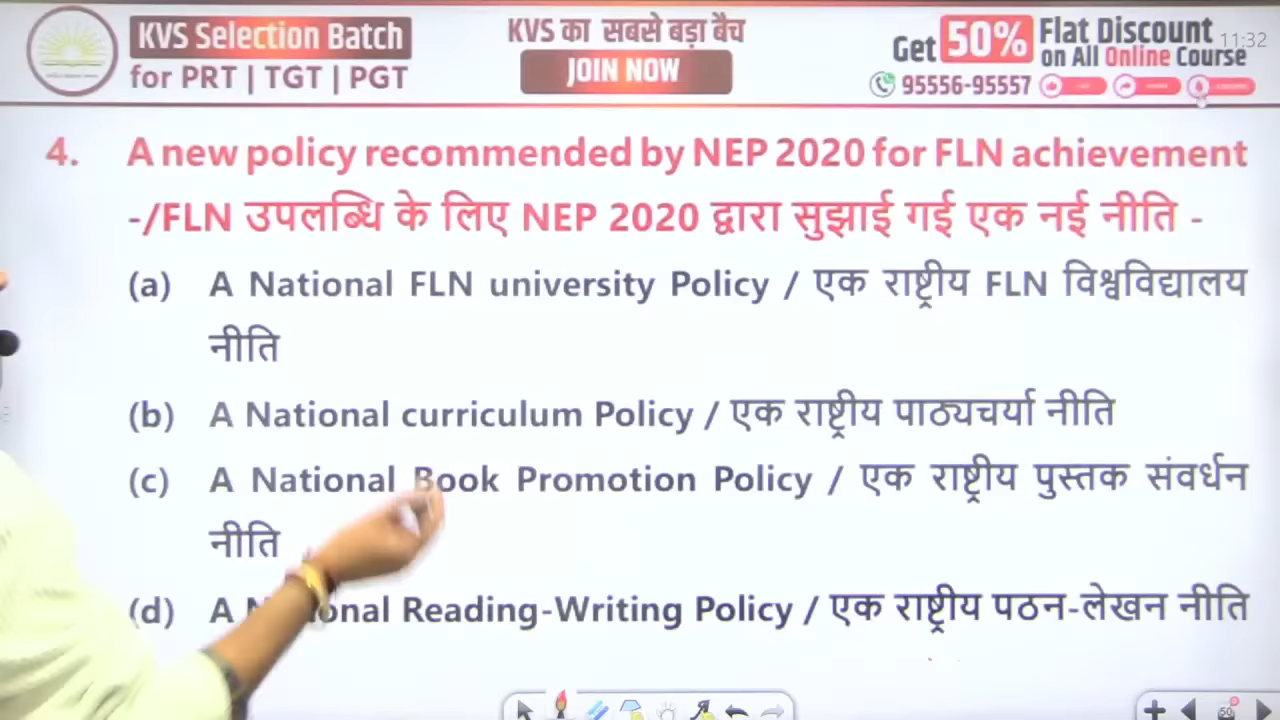 KVS Selection Batch
for PRT | TGT | PGT
KVS का सबसे बड़ा बैच
JOIN NOW
Get 50% Flat Discount
on All Online Course
11:32
95556-95557
4. A new policy recommended by NEP 2020 for FLN achievement
-/FLN उपलब्धि के लिए NEP 2020 द्वारा सुझाई गई एक नई नीति -
(a) A National FLN university Policy / एक राष्ट्रीय FLN विश्वविद्यालय
नीति
(b) A National curriculum Policy / एक राष्ट्रीय पाठ्यचर्या नीति
(c) A National Book Promotion Policy / एक राष्ट्रीय पुस्तक संवर्धन
नीति
(d) A National Reading-Writing Policy / एक राष्ट्रीय पठन-लेखन नीति
50